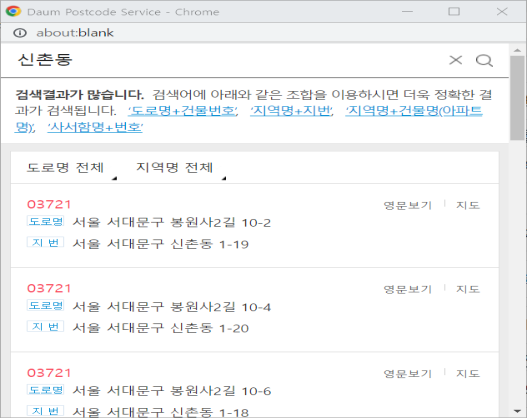 Daum Postcode Service - Chrome
about:blank
신촌동
검색결과가 많습니다. 검색어에 아래와 같은 조합을 이용하시면 더욱 정확한 결
과가 검색됩니다. '도로명+건물번호', '지역명+지번', '지역명+건물명(아파트
명)', '사서함명+번호'
도로명 전체 지역명 전체
03721 영문보기 지도
도로명 서울 서대문구 봉원사2길 10-2
지 번 서울 서대문구 신촌동 1-19
03721 영문보기 지도
도로명 서울 서대문구 봉원사2길 10-4
지 번 서울 서대문구 신촌동 1-20
03721 영문보기 지도
도로명 서울 서대문구 봉원사2길 10-6
지 번 서울 서대문구 신촌동 1-18